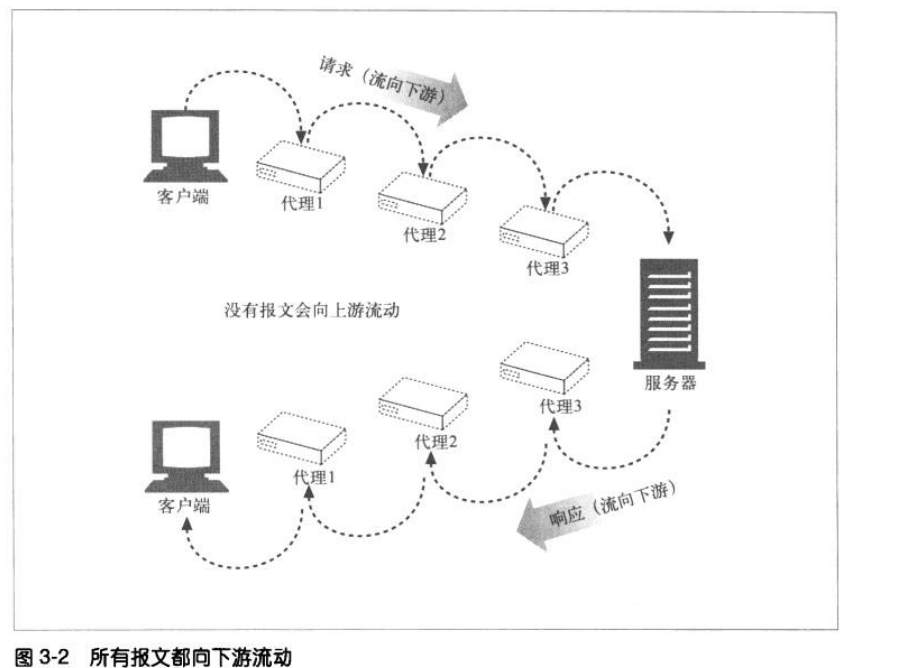 请求（流向下游）
客户端
代理1
代理2
代理3
没有报文会向上游流动
服务器
代理3
代理2
代理1
客户端
响应（流向下游）
图 3-2 所有报文都向下游流动